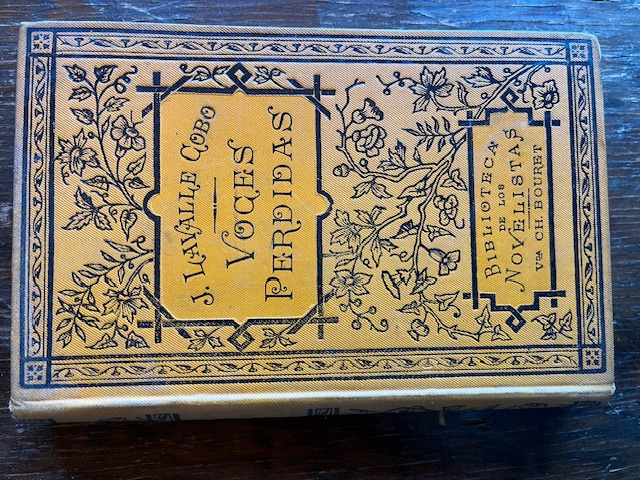 J. LAVALLE COBO
VOCES
PERDIDAS
BIBLIOTECA
DE LOS
NOVELISTAS
Vda CH. BOURET